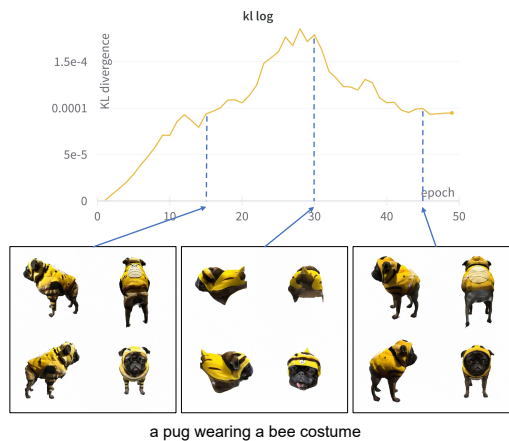 kl log
KL divergence
1.5e-4
0.0001
5e-5
0
epoch
0 10 20 30 40 50
a pug wearing a bee costume